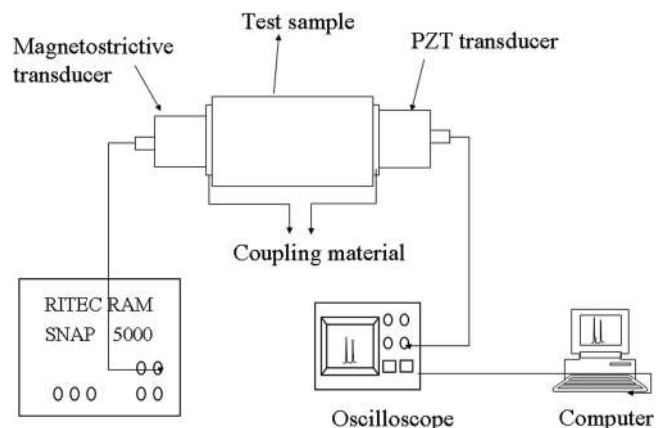 Test sample
Magnetostrictive
transducer
PZT transducer
Coupling material
RITEC RAM
SNAP 5000
Oscilloscope
Computer